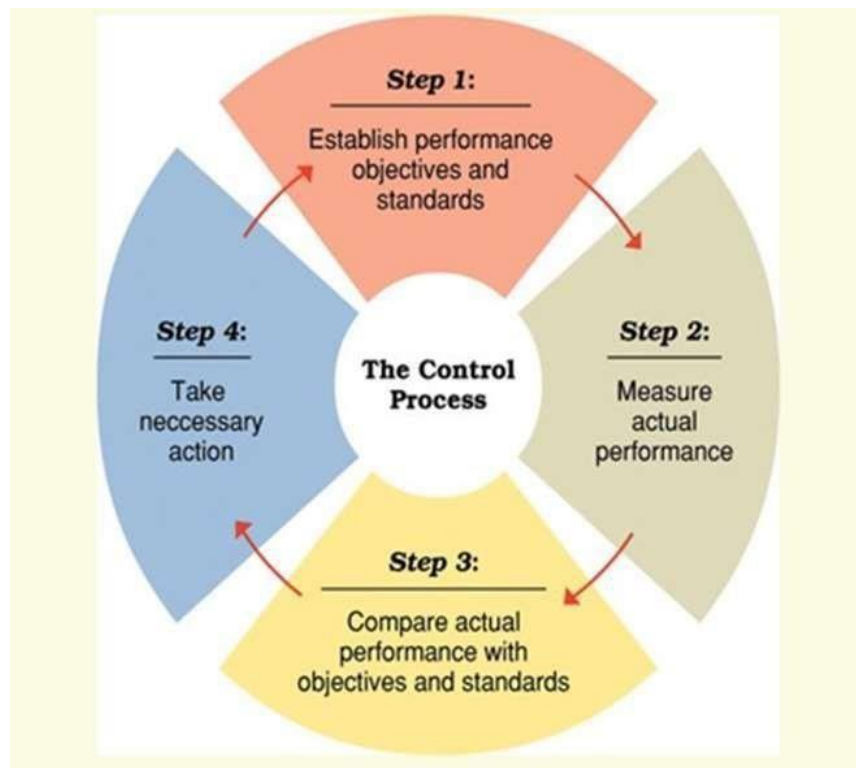 Step 1:
Establish performance
objectives and
standards
Step 2:
Measure
actual
performance
Step 3:
Compare actual
performance with
objectives and standards
Step 4:
Take
neccessary
action
The Control
Process